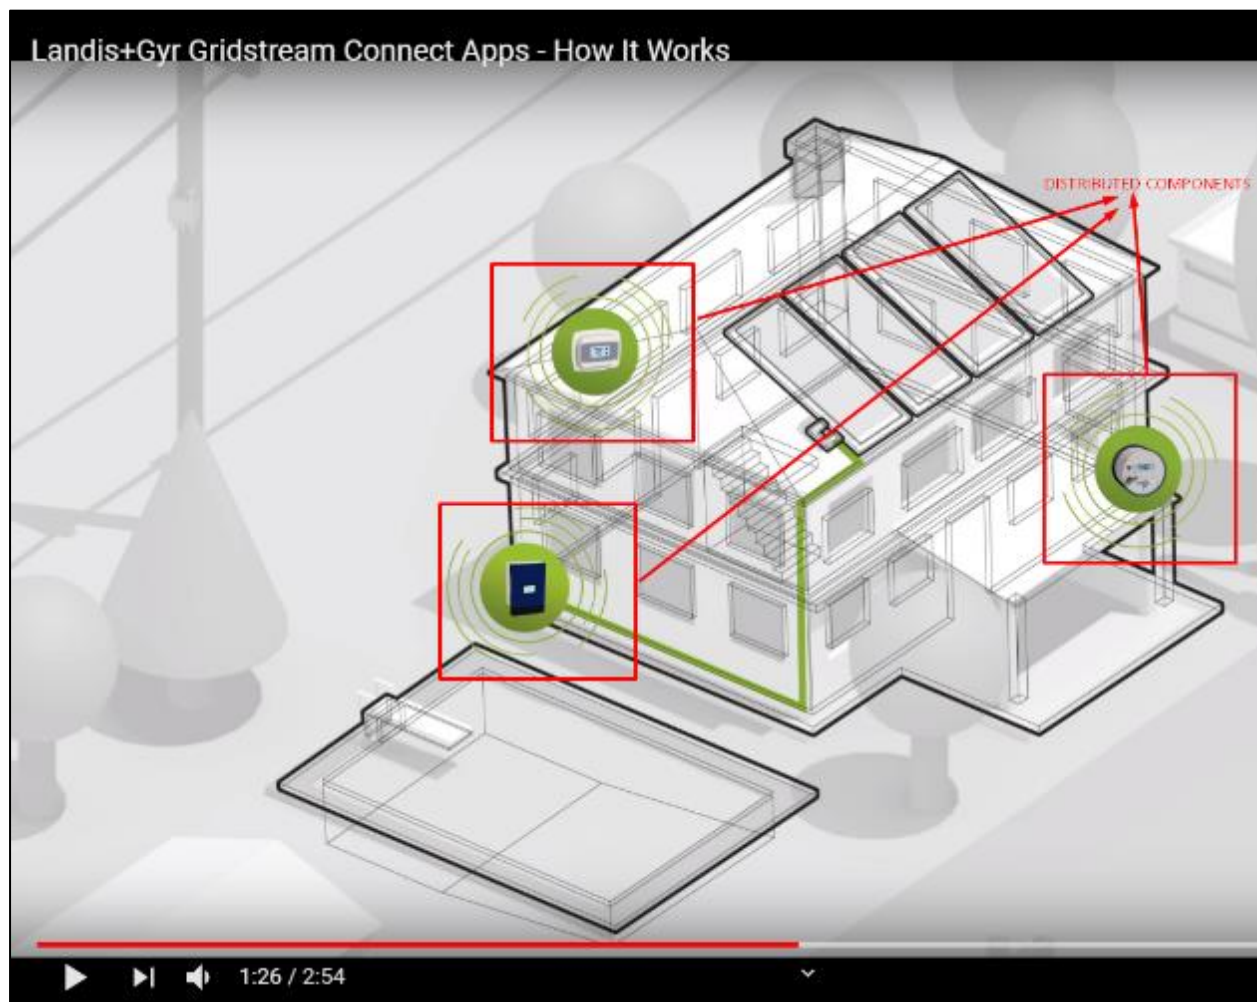 Landis+Gyr Gridstream Connect Apps - How It Works
DISTRIBUTED COMPONENTS
1:26 / 2:54